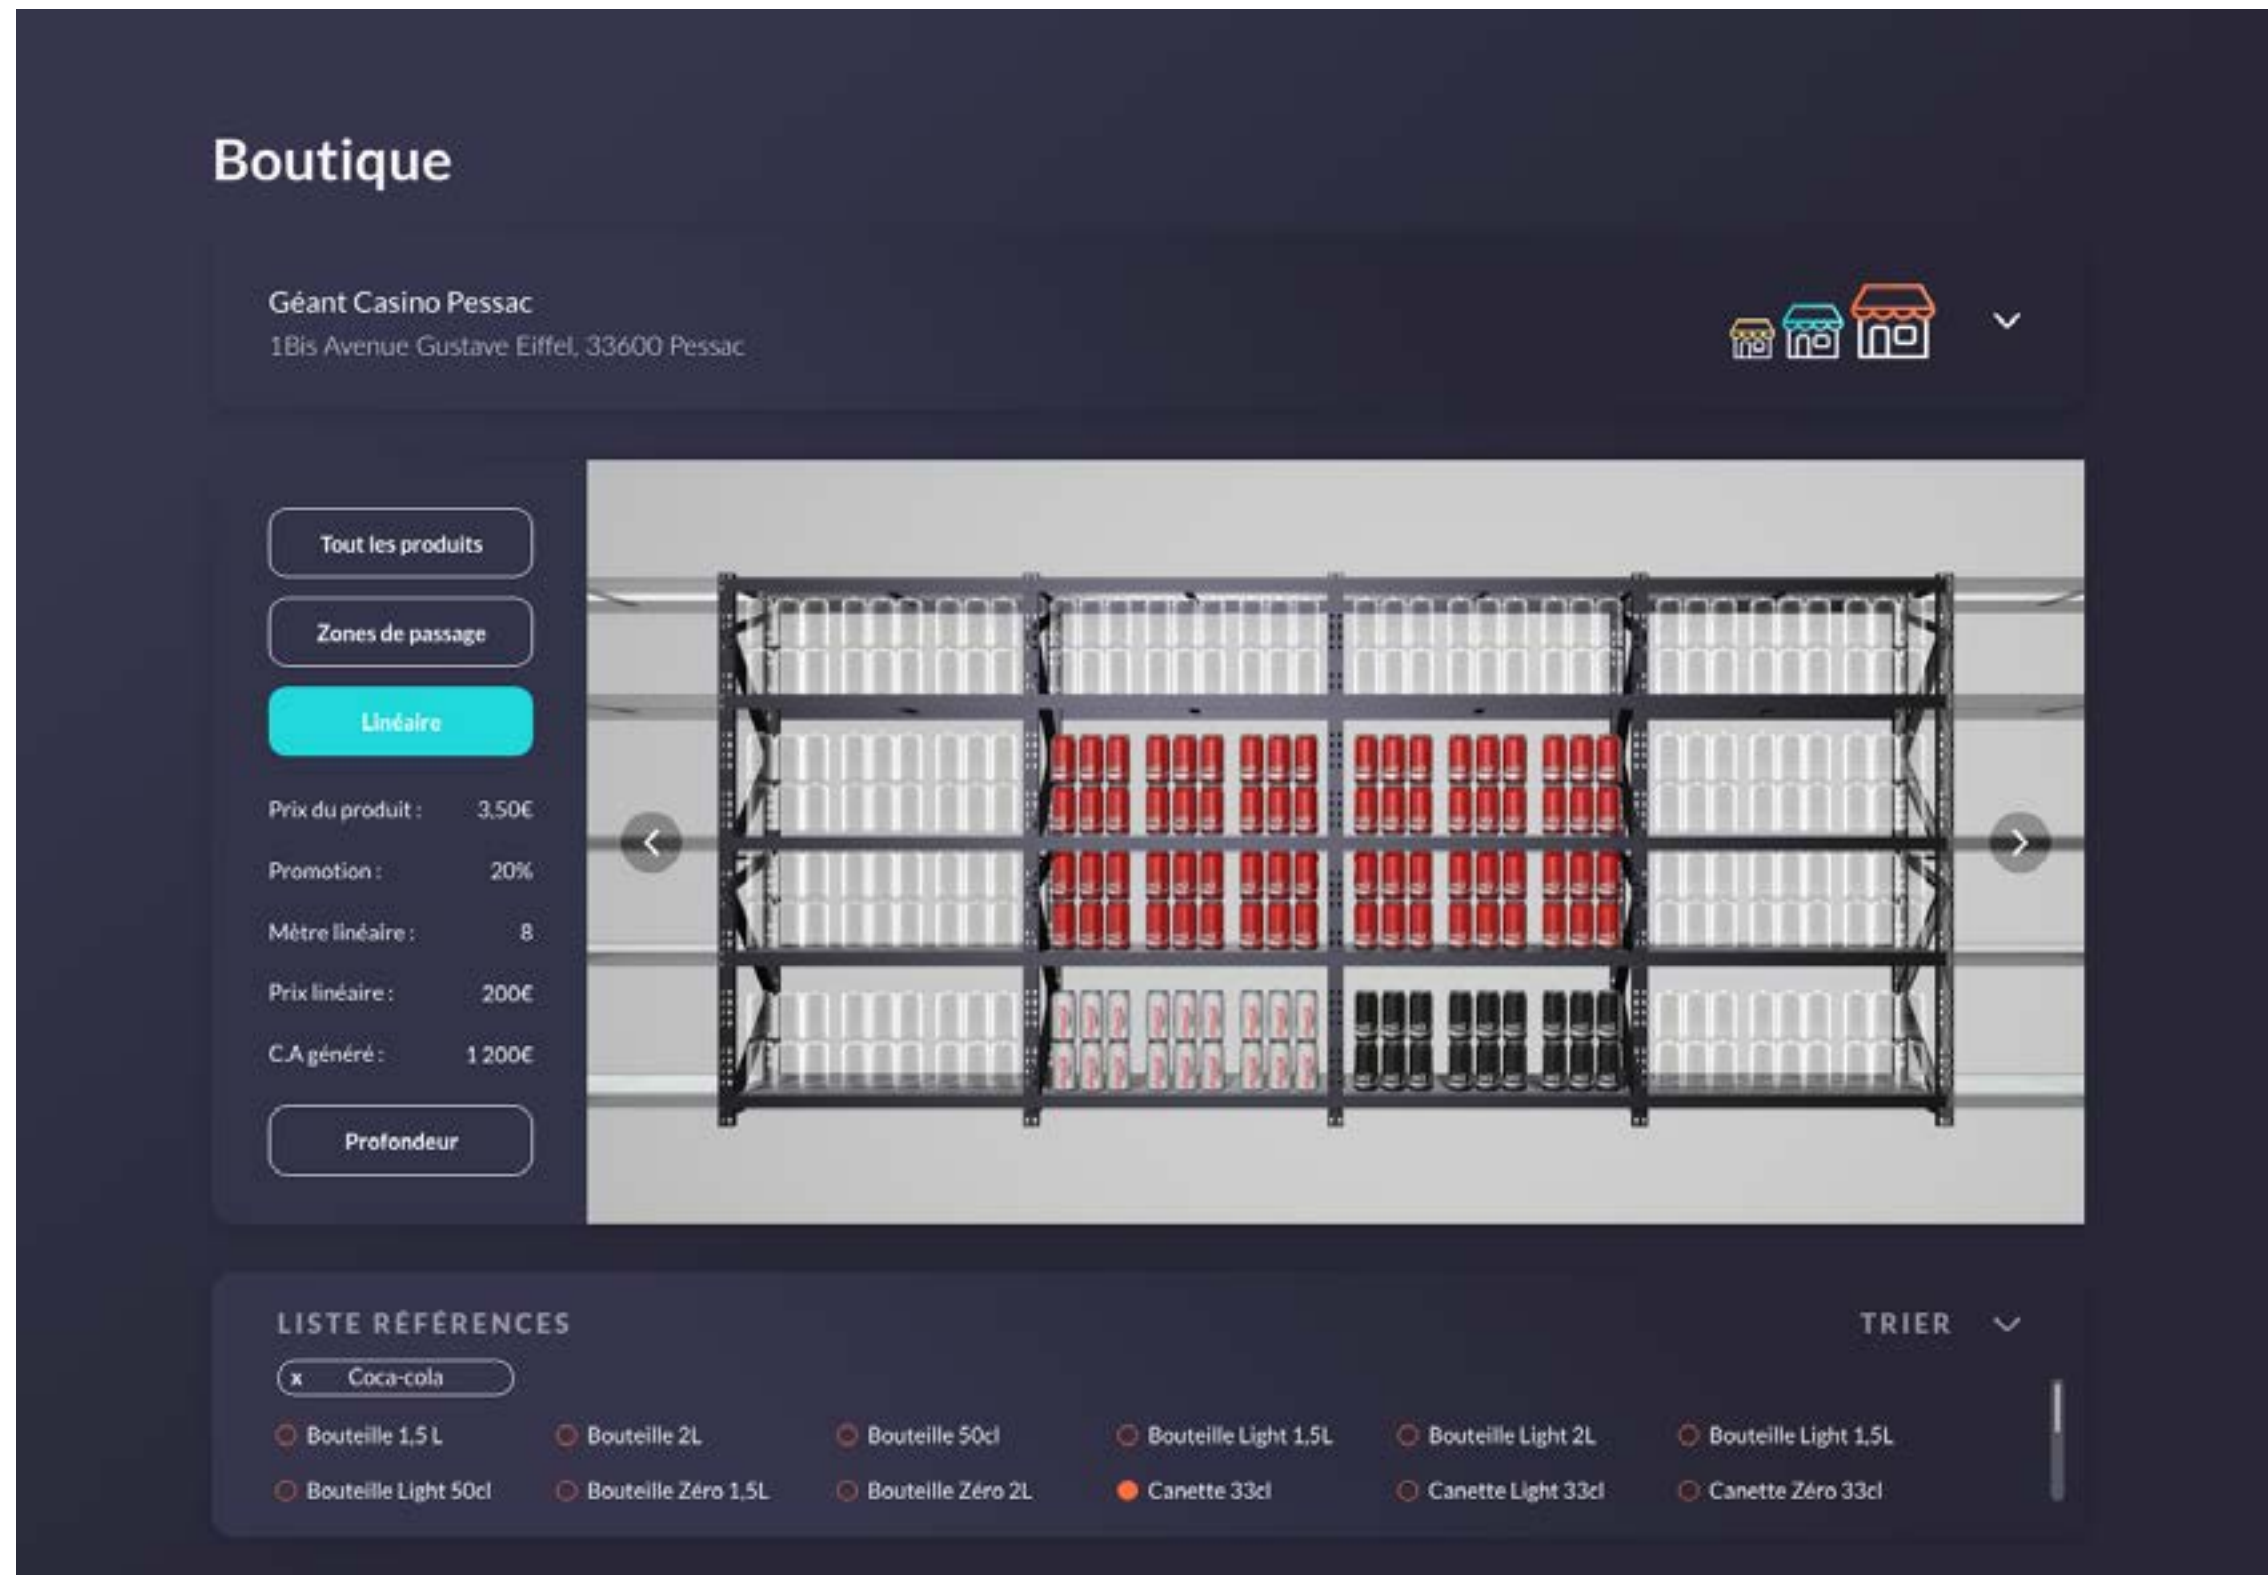 Boutique
Géant Casino Pessac
1Bis Avenue Gustave Eiffel, 33600 Pessac
Tout les produits
Zones de passage
Linéaire
Prix du produit : 3,50€
Promotion : 20%
Mètre linéaire : 8
Prix linéaire : 200€
C.A généré : 1 200€
Profondeur
LISTE RÉFÉRENCES
TRIER
x Coca-cola
Bouteille 1,5 L Bouteille 2L Bouteille 50cl Bouteille Light 1,5L Bouteille Light 2L Bouteille Light 1,5L
Bouteille Light 50cl Bouteille Zéro 1,5L Bouteille Zéro 2L Canette 33cl Canette Light 33cl Canette Zéro 33cl